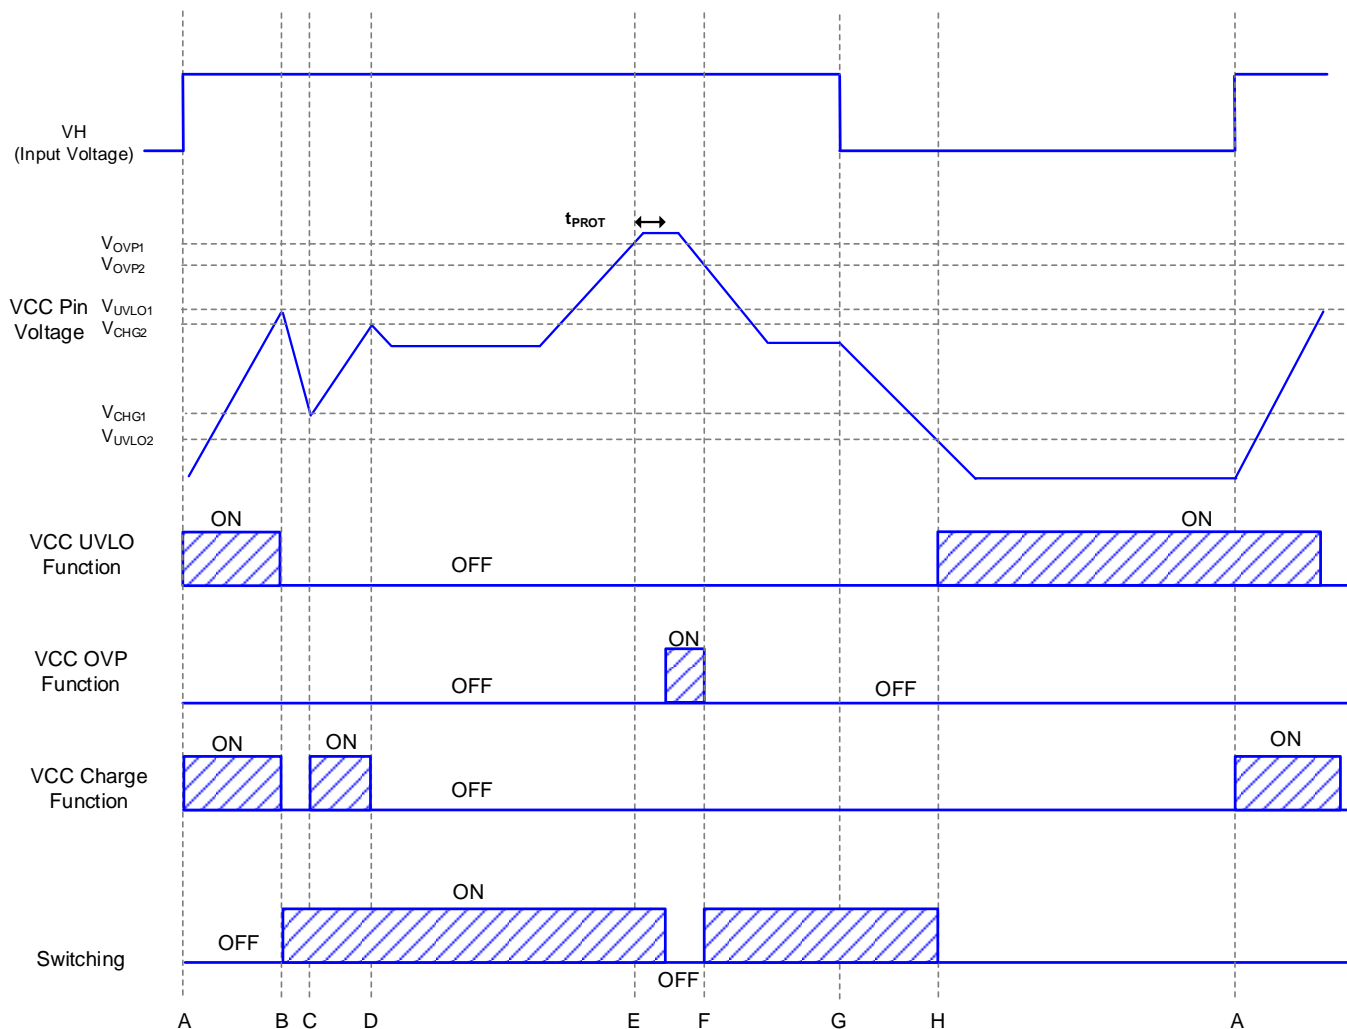 VH
(Input Voltage)
tPROT
VOVP1
VOVP2
VCC Pin
Voltage
VUVLO1
VCHG2
VCHG1
VUVLO2
ON
ON
VCC UVLO
Function
OFF
ON
VCC OVP
Function
OFF
OFF
ON
ON
ON
VCC Charge
Function
OFF
ON
OFF
Switching
OFF
A B C D E F G H A